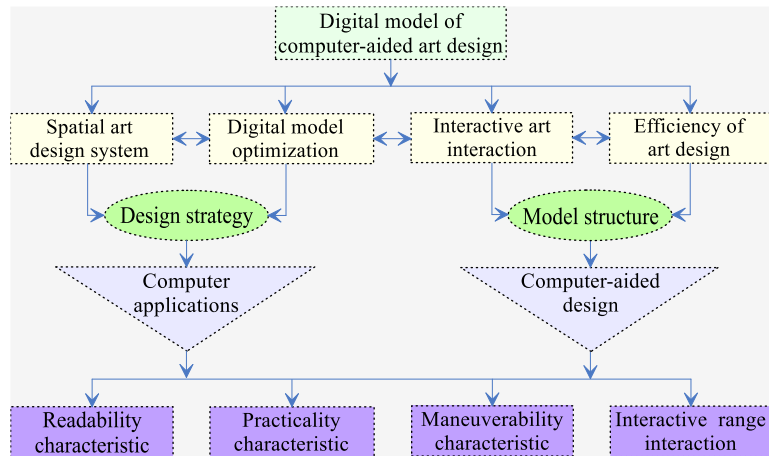 Digital model of
computer-aided art design
Spatial art
design system
Digital model
optimization
Interactive art
interaction
Efficiency of
art design
Design strategy
Model structure
Computer
applications
Computer-aided
design
Readability
characteristic
Practicality
characteristic
Maneuverability
characteristic
Interactive range
interaction